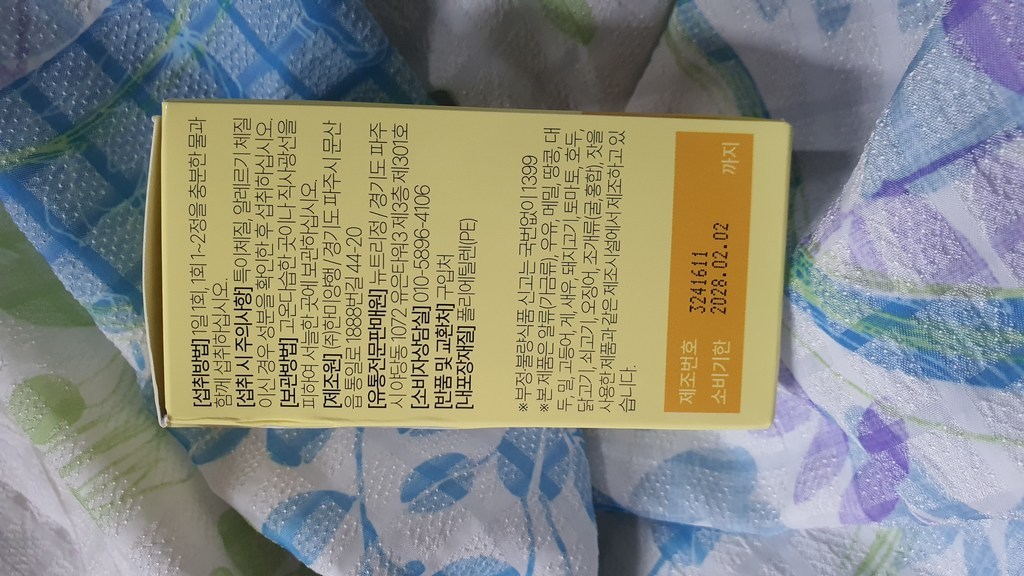 [섭취방법] 1일 1회, 1회 1-2정을 충분한 물과
함께 섭취하십시오.
[섭취 시 주의사항] 특이체질, 알레르기 체질
이신 경우 성분을 확인한 후 섭취하십시오.
[보관방법] 고온다습한 곳이나 직사광선을
피하여 서늘한 곳에 보관하십시오.
[제조원] (주)한미양행 / 경기도 파주시 문산
읍 통일로 1888번길 44-20
[유통전문판매원] 뉴트리정 / 경기도 파주
시 야당동 1072 유은타워3차 제3층 제301호
[소비자상담실] 010-5896-4106
[반품 및 교환처] 구입처
[내포장재질] 폴리에틸렌(PE)
※부정불량식품 신고는 국번없이 1399
※본 제품은 알류(가금류), 우유, 메밀, 땅콩, 대
두, 밀, 고등어, 게, 새우, 돼지고기, 토마토, 호두,
닭고기, 쇠고기, 오징어, 조개류(굴,홍합), 잣을
사용한 제품과 같은 제조시설에서 제조하고 있
습니다.
제조번호 3241611
소비기한 2028.02.02 까지